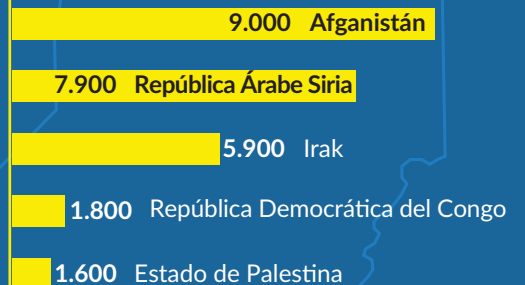 9.000 Afganistán
7.900 República Árabe Siria
5.900 Irak
1.800 República Democrática del Congo
1.600 Estado de Palestina